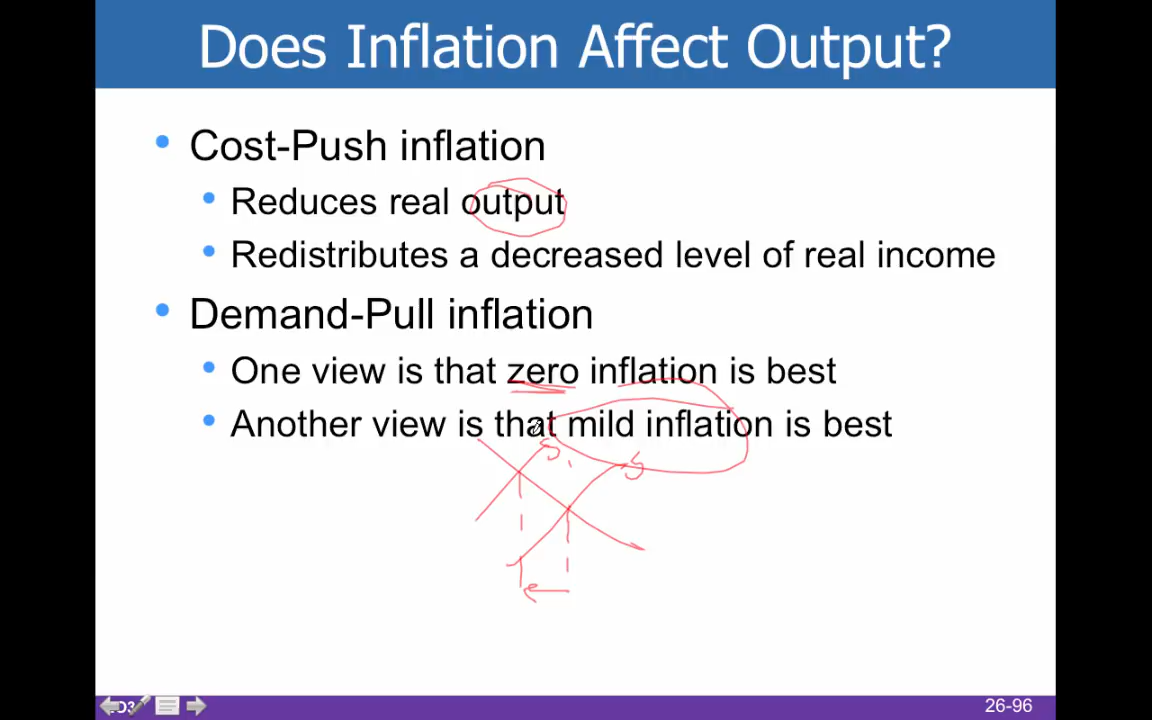 Does Inflation Affect Output?
• Cost-Push inflation
• Reduces real output
• Redistributes a decreased level of real income
• Demand-Pull inflation
• One view is that zero inflation is best
• Another view is that mild inflation is best
S₁
S
26-96